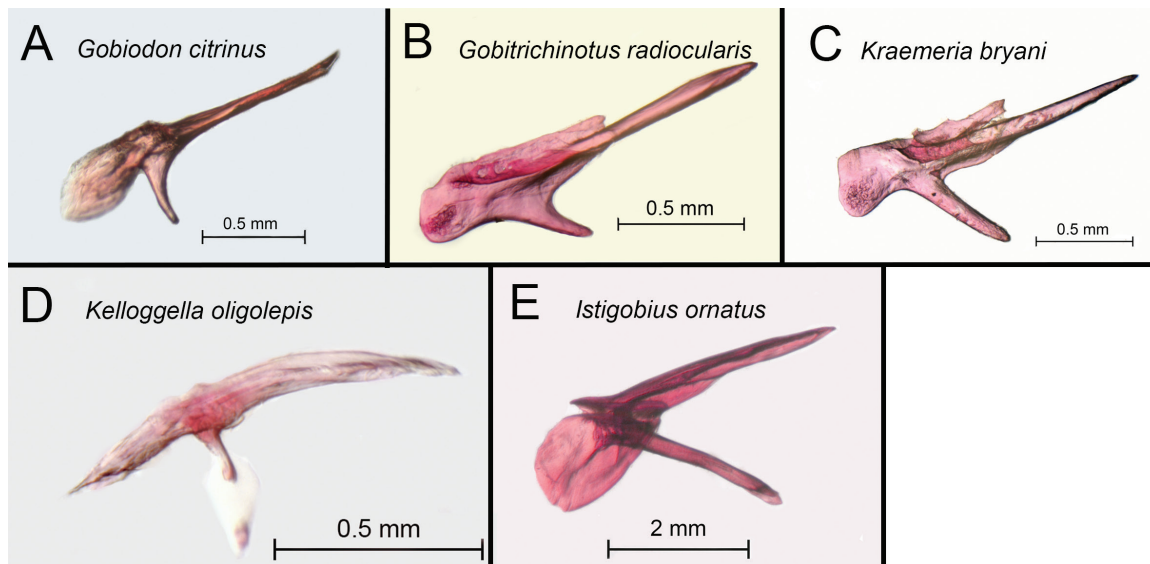 A Gobiodon citrinus
0.5 mm
B Gobitrichinotus radiocularis
0.5 mm
C Kraemeria bryani
0.5 mm
D Kelloggella oligolepis
0.5 mm
E Istigobius ornatus
2 mm